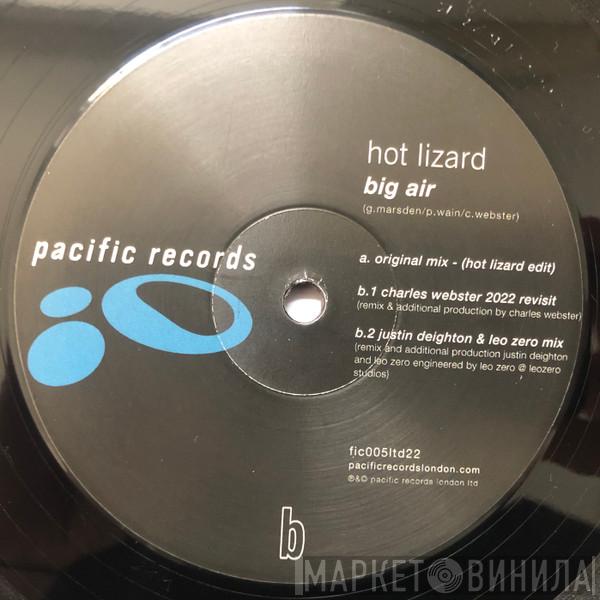 hot lizard
big air
(g.marsden/p.wain/c.webster)
pacific records
a. original mix - (hot lizard edit)
b.1 charles webster 2022 revisit
(remix & additional production by charles webster)
b.2 justin deighton & leo zero mix
(remix and additional production justin deighton
and leo zero engineered by leo zero @ leozero
studios)
fic005ltd22
pacificrecordslondon.com
℗&© pacific records london ltd
b
МАРКЕТ ВИНИЛА